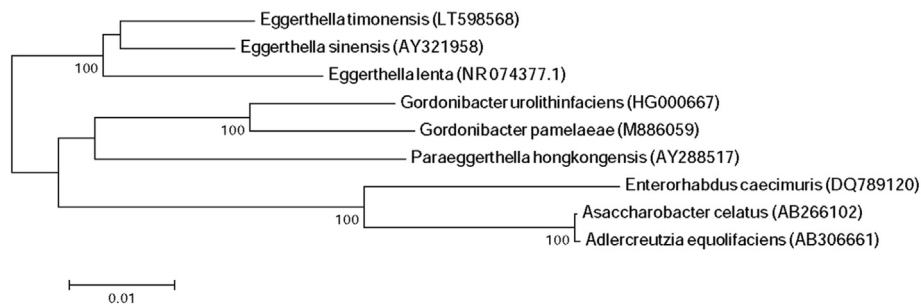 Eggerthella timonensis (LT598568)
Eggerthella sinensis (AY321958)
100
Eggerthella lenta (NR 074377.1)
Gordonibacter urolithinfaciens (HG000667)
100
Gordonibacter pamelaeae (M886059)
Paraeggerthella hongkongensis (AY288517)
Enterorhabdus caecimuris (DQ789120)
100
Asaccharobacter celatus (AB266102)
100
Adlercreutzia equolifaciens (AB306661)
0.01